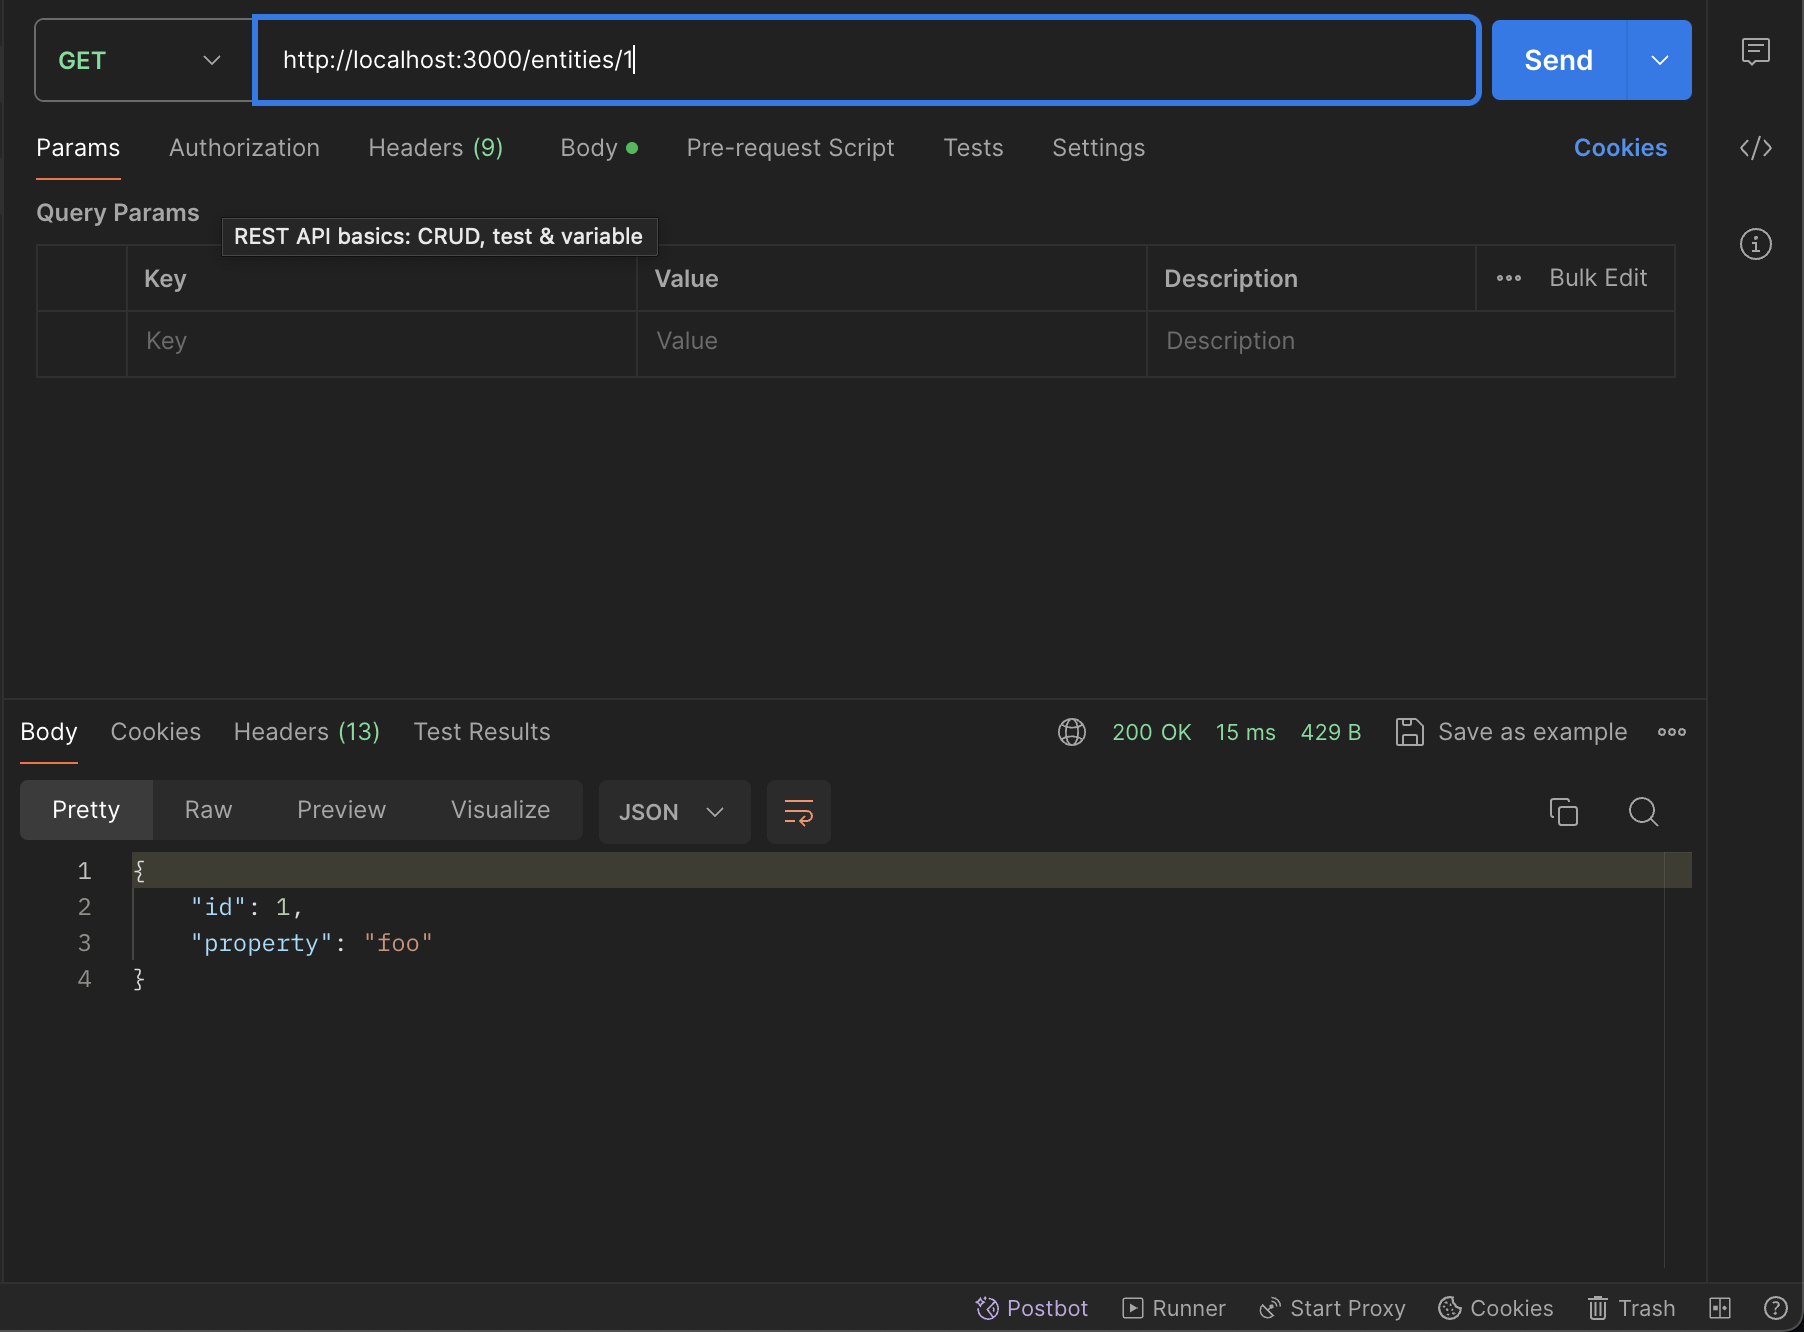 GET http://localhost:3000/entities/1 Send
Params Authorization Headers (9) Body Pre-request Script Tests Settings Cookies
Query Params
REST API basics: CRUD, test & variable
Key Value Description Bulk Edit
Key Value Description
Body Cookies Headers (13) Test Results 200 OK 15 ms 429 B Save as example
Pretty Raw Preview Visualize JSON
1 {
2 "id": 1,
3 "property": "foo"
4 }
Postbot Runner Start Proxy Cookies Trash